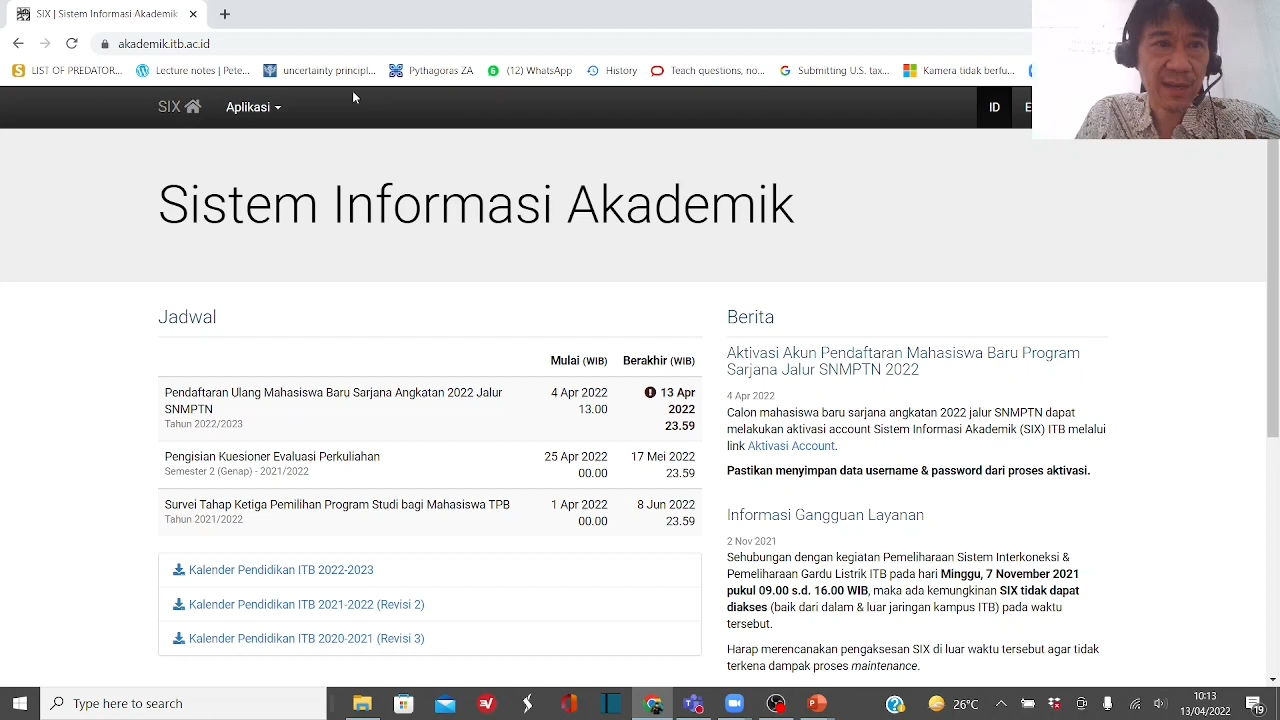 SIX | Sistem Informasi Akademik
akademik.itb.ac.id
LIST OF PREDATOR...
Lecture notes | Pete...
uncertainty principl...
Pythagoras ZA
(12) WhatsApp
History
Teach questions, no...
Submitting U.S. tax...
Kamera tidak berfu...
SIX
Aplikasi
ID
E
Sistem Informasi Akademik
Jadwal
Mulai (WIB) Berakhir (WIB)
Pendaftaran Ulang Mahasiswa Baru Sarjana Angkatan 2022 Jalur
SNMPTN
Tahun 2022/2023
4 Apr 2022
13.00
13 Apr
2022
23.59
Pengisian Kuesioner Evaluasi Perkuliahan
Semester 2 (Genap) - 2021/2022
25 Apr 2022
00.00
17 Mei 2022
23.59
Survei Tahap Ketiga Pemilihan Program Studi bagi Mahasiswa TPB
Tahun 2021/2022
1 Apr 2022
00.00
8 Jun 2022
23.59
Kalender Pendidikan ITB 2022-2023
Kalender Pendidikan ITB 2021-2022 (Revisi 2)
Kalender Pendidikan ITB 2020-2021 (Revisi 3)
Berita
Aktivasi Akun Pendaftaran Mahasiswa Baru Program
Sarjana Jalur SNMPTN 2022
4 Apr 2022
Calon mahasiswa baru sarjana angkatan 2022 jalur SNMPTN dapat
melakukan aktivasi account Sistem Informasi Akademik (SIX) ITB melalui
link Aktivasi Account.
Pastikan menyimpan data username & password dari proses aktivasi.
Informasi Gangguan Layanan
2 Nov 2021
Sehubungan dengan kegiatan Pemeliharaan Sistem Interkoneksi &
Pemeliharaan Gardu Listrik ITB pada hari Minggu, 7 November 2021
pukul 09.00 s.d. 16.00 WIB, maka ada kemungkinan SIX tidak dapat
diakses (baik dari dalam & luar jaringan kampus ITB) pada waktu
tersebut.
Harap merencanakan pengaksesan SIX di luar waktu tersebut agar tidak
terkena dampak proses maintenance.
Type here to search
26°C
10:13
13/04/2022
19